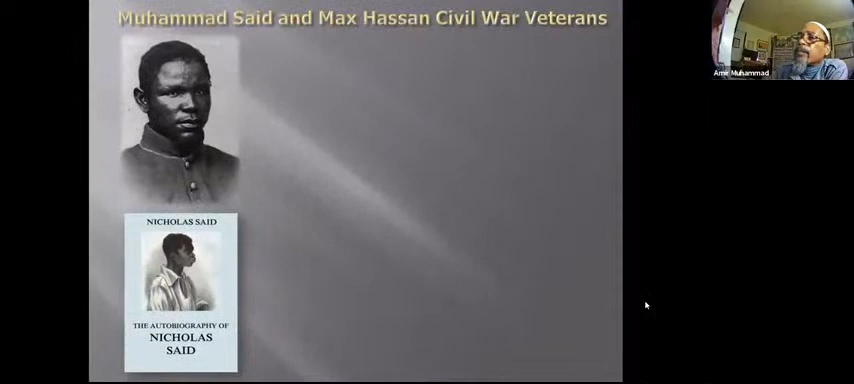 Muhammad Said and Max Hassan Civil War Veterans
Amir Muhammad
NICHOLAS SAID
THE AUTOBIOGRAPHY OF
NICHOLAS
SAID